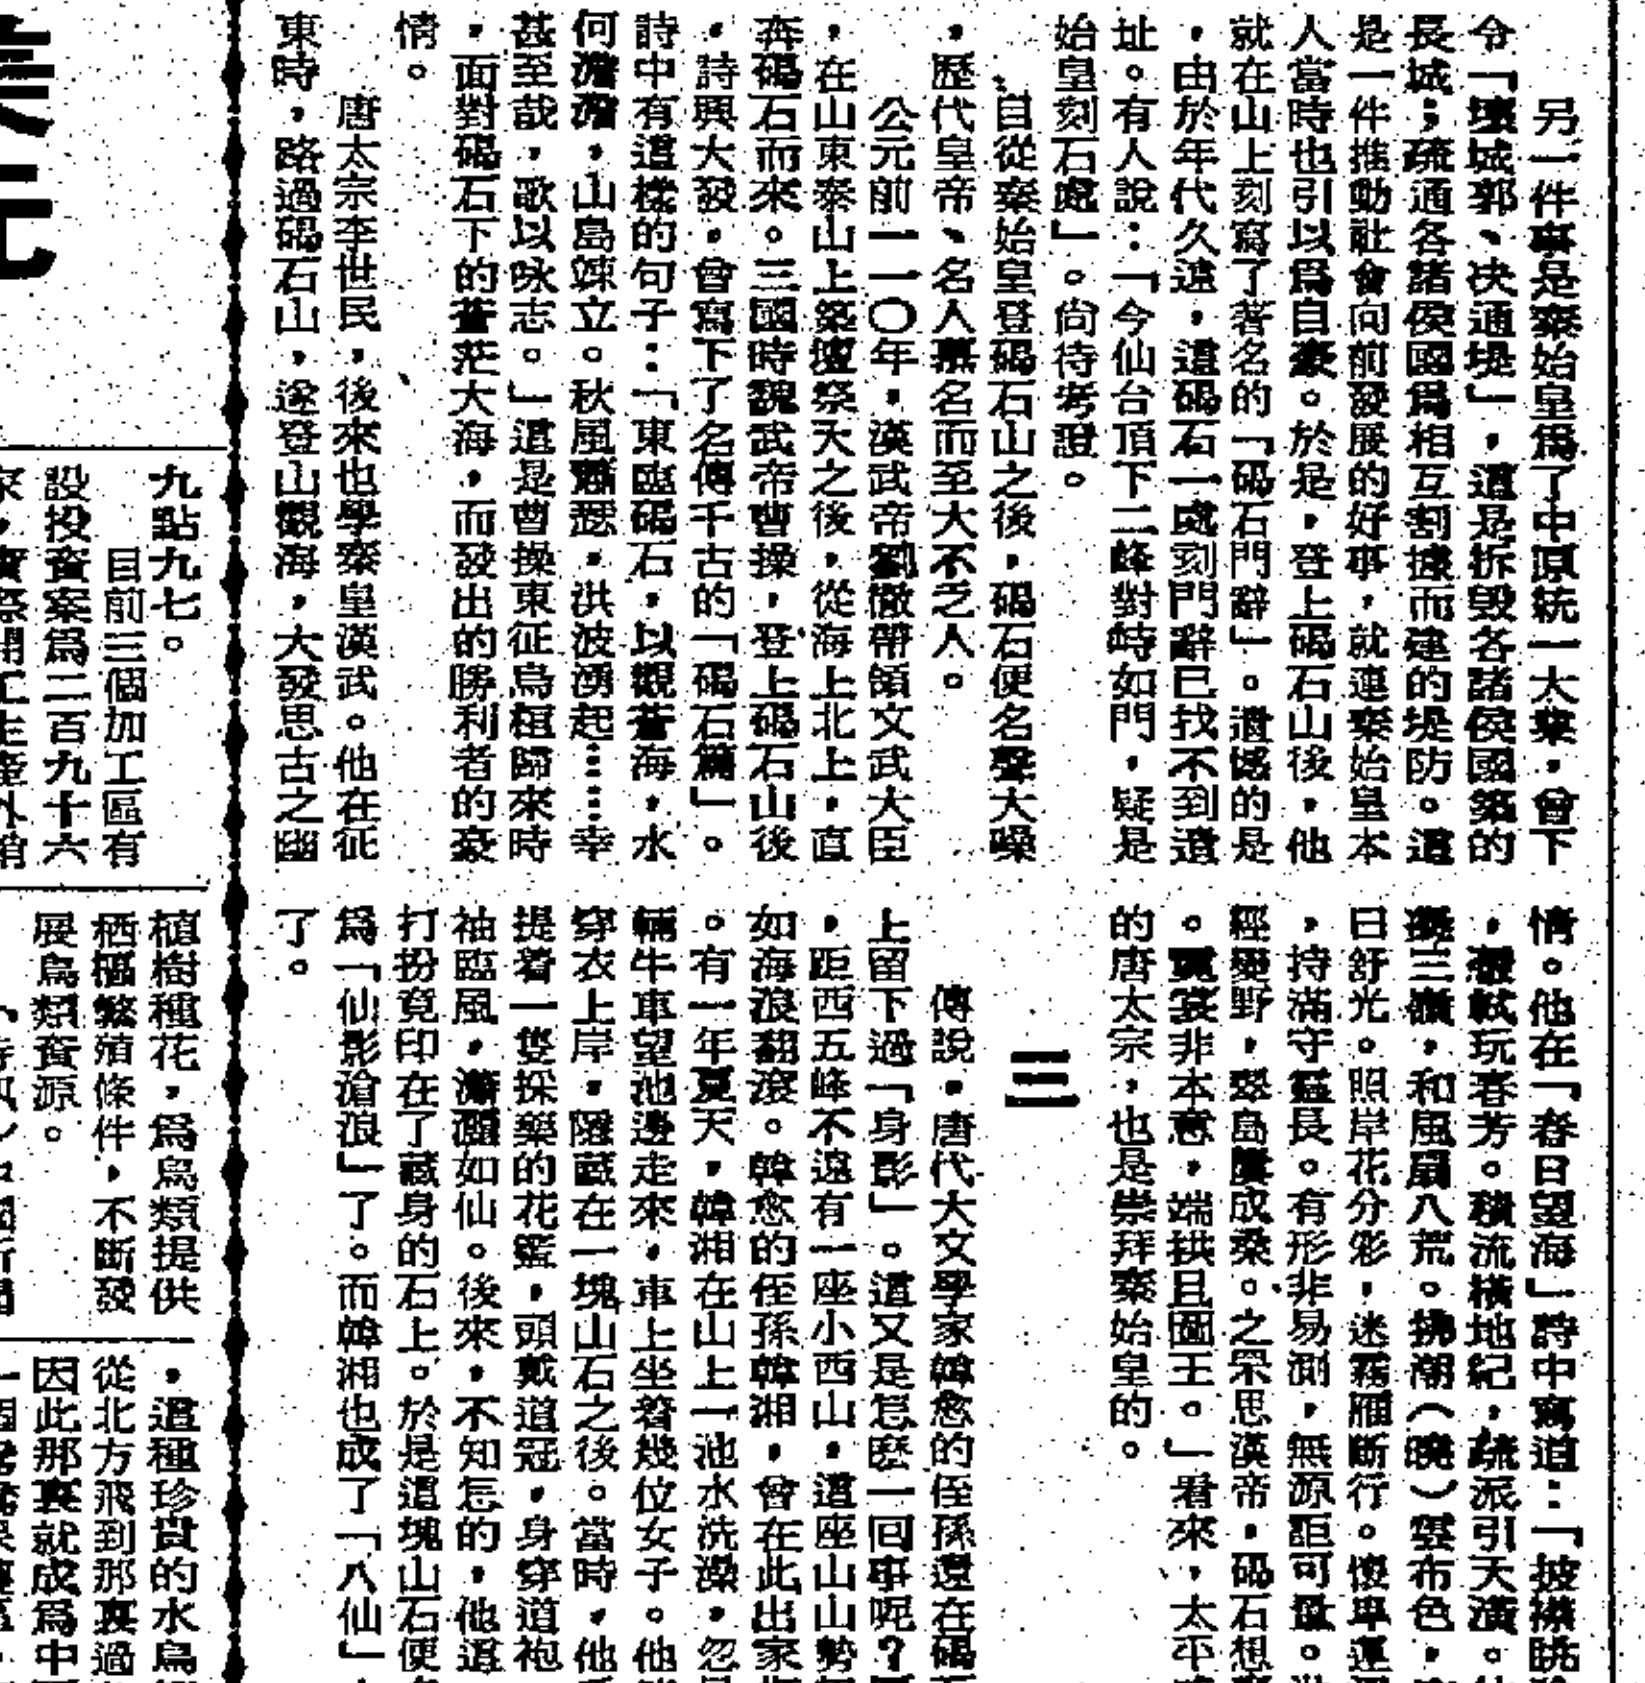 另一件事是秦始皇爲了中原統一大業，曾下
令「壞城郭、決通堤」，這是拆毀各諸侯國築的
長城；疏通各諸侯國爲相互割據而建的堤防。這
是一件推動社會向前發展的好事，就連秦始皇本
人當時也引以爲自豪。於是，登上碣石山後，他
就在山上刻寫了著名的「碣石門辭」。遺憾的是
，由於年代久遠，這碣石一處刻門辭已找不到遺
址。有人說：「今仙台頂下二峰對峙如門，疑是
始皇刻石處」。尚待考證。
自從秦始皇登碣石山之後，碣石便名聲大噪
，歷代皇帝、名人慕名而至大不乏人。
公元前一一〇年，漢武帝劉徹帶領文武大臣
，在山東泰山上築壇祭天之後，從海上北上，直
奔碣石而來。三國時魏武帝曹操，登上碣石山後
，詩興大發，曾寫下了名傳千古的「碣石篇」。
詩中有這樣的句子：「東臨碣石，以觀蒼海，水
何澹澹，山島竦立。秋風蕭瑟，洪波湧起……幸
甚至哉，歌以咏志。」這是曹操東征烏桓歸來時
，面對碣石下的蒼茫大海，而發出的勝利者的豪
情。
唐太宗李世民，後來也學秦皇漢武。他在征
東時，路過碣石山，遂登山觀海，大發思古之幽
情。他在「春日望海」詩中寫道：「披襟眺
，憑軾玩春芳。積流橫地紀，疏派引天潢。
三嶺，和風扇八荒。拂潮（曉）雲布色，
日舒光。照岸花分彩，迷霧雁斷行。懷卑運
，持滿守靈長。有形非易測，無源詎可量。
經變野，翠島屢成桑。之罘思漢帝，碣石想
。霓裳非本意，端拱且圖王。」看來，太平
的唐太宗，也是崇拜秦始皇的。
三
傳說，唐代大文學家韓愈的侄孫還在碣
上留下過「身影」。這又是怎麽一回事呢？
，距西五峰不遠有一座小西山，這座山山勢
如海浪翻滾。韓愈的侄孫韓湘，曾在此出家
。有一年夏天，韓湘在山上一池水洗澡，忽
輛牛車望池邊走來，車上坐着幾位女子。他
穿衣上岸，隱藏在一塊山石之後。當時，他
提着一隻採藥的花籃，頭戴道冠，身穿道袍
袖臨風，瀟灑如仙。後來，不知怎的，他這
打扮竟印在了藏身的石上。於是這塊山石便
爲「仙影滄浪」了。而韓湘也成了「八仙」
了。
九點九七。
目前三個加工區有
設投資案爲二百九十六
植樹種花，爲鳥類提供
栖榅繁殖條件，不斷發
展鳥類資源。
，這種珍貴的水鳥
從北方飛到那裏過
因此那裏就成爲中